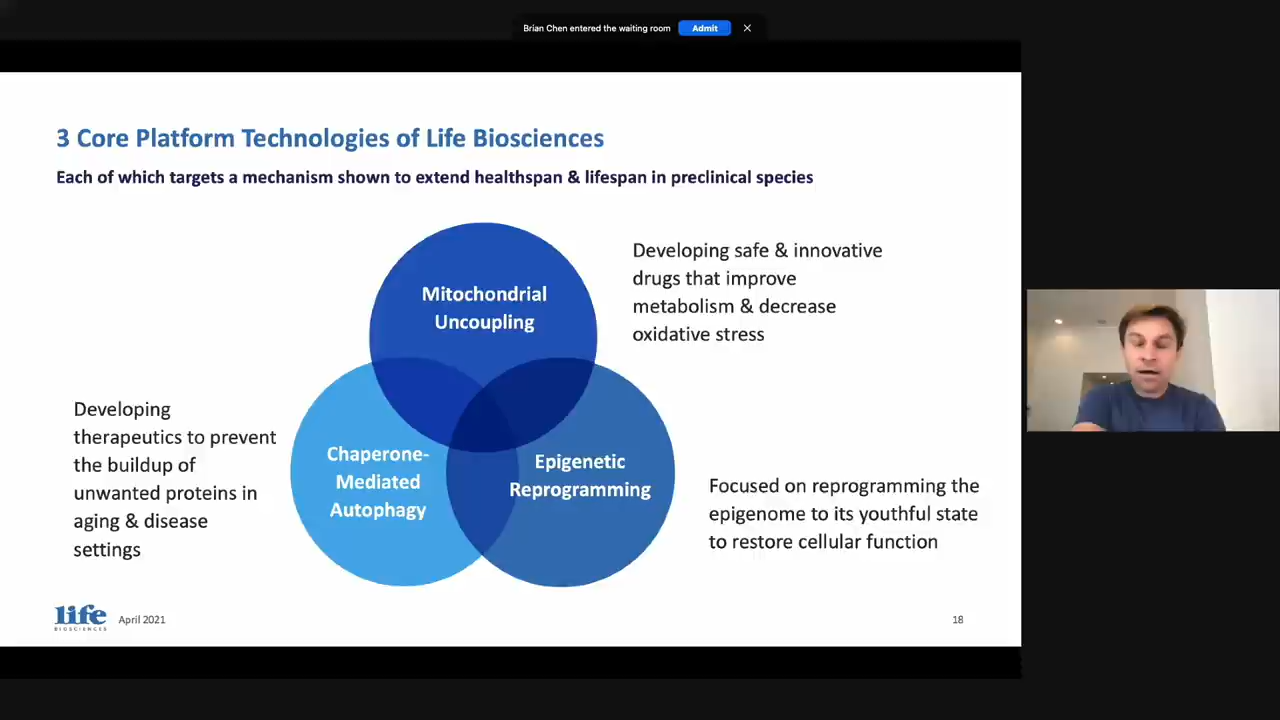 Brian Chen entered the waiting room
Admit
3 Core Platform Technologies of Life Biosciences
Each of which targets a mechanism shown to extend healthspan & lifespan in preclinical species
Mitochondrial
Uncoupling
Developing safe & innovative
drugs that improve
metabolism & decrease
oxidative stress
Developing
therapeutics to prevent
the buildup of
unwanted proteins in
aging & disease
settings
Chaperone-
Mediated
Autophagy
Epigenetic
Reprogramming
Focused on reprogramming the
epigenome to its youthful state
to restore cellular function
life
BIOSCIENCES
April 2021
18